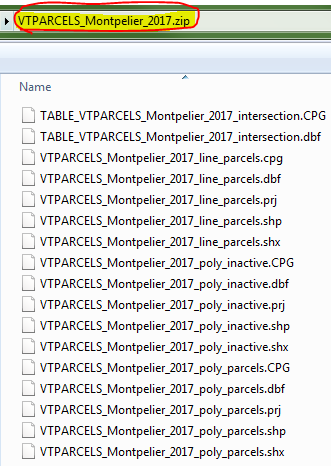 VTPARCELS_Montpelier_2017.zip
Name
TABLE_VTPARCELS_Montpelier_2017_intersection.CPG
TABLE_VTPARCELS_Montpelier_2017_intersection.dbf
VTPARCELS_Montpelier_2017_line_parcels.cpg
VTPARCELS_Montpelier_2017_line_parcels.dbf
VTPARCELS_Montpelier_2017_line_parcels.prj
VTPARCELS_Montpelier_2017_line_parcels.shp
VTPARCELS_Montpelier_2017_line_parcels.shx
VTPARCELS_Montpelier_2017_poly_inactive.CPG
VTPARCELS_Montpelier_2017_poly_inactive.dbf
VTPARCELS_Montpelier_2017_poly_inactive.prj
VTPARCELS_Montpelier_2017_poly_inactive.shp
VTPARCELS_Montpelier_2017_poly_inactive.shx
VTPARCELS_Montpelier_2017_poly_parcels.CPG
VTPARCELS_Montpelier_2017_poly_parcels.dbf
VTPARCELS_Montpelier_2017_poly_parcels.prj
VTPARCELS_Montpelier_2017_poly_parcels.shp
VTPARCELS_Montpelier_2017_poly_parcels.shx